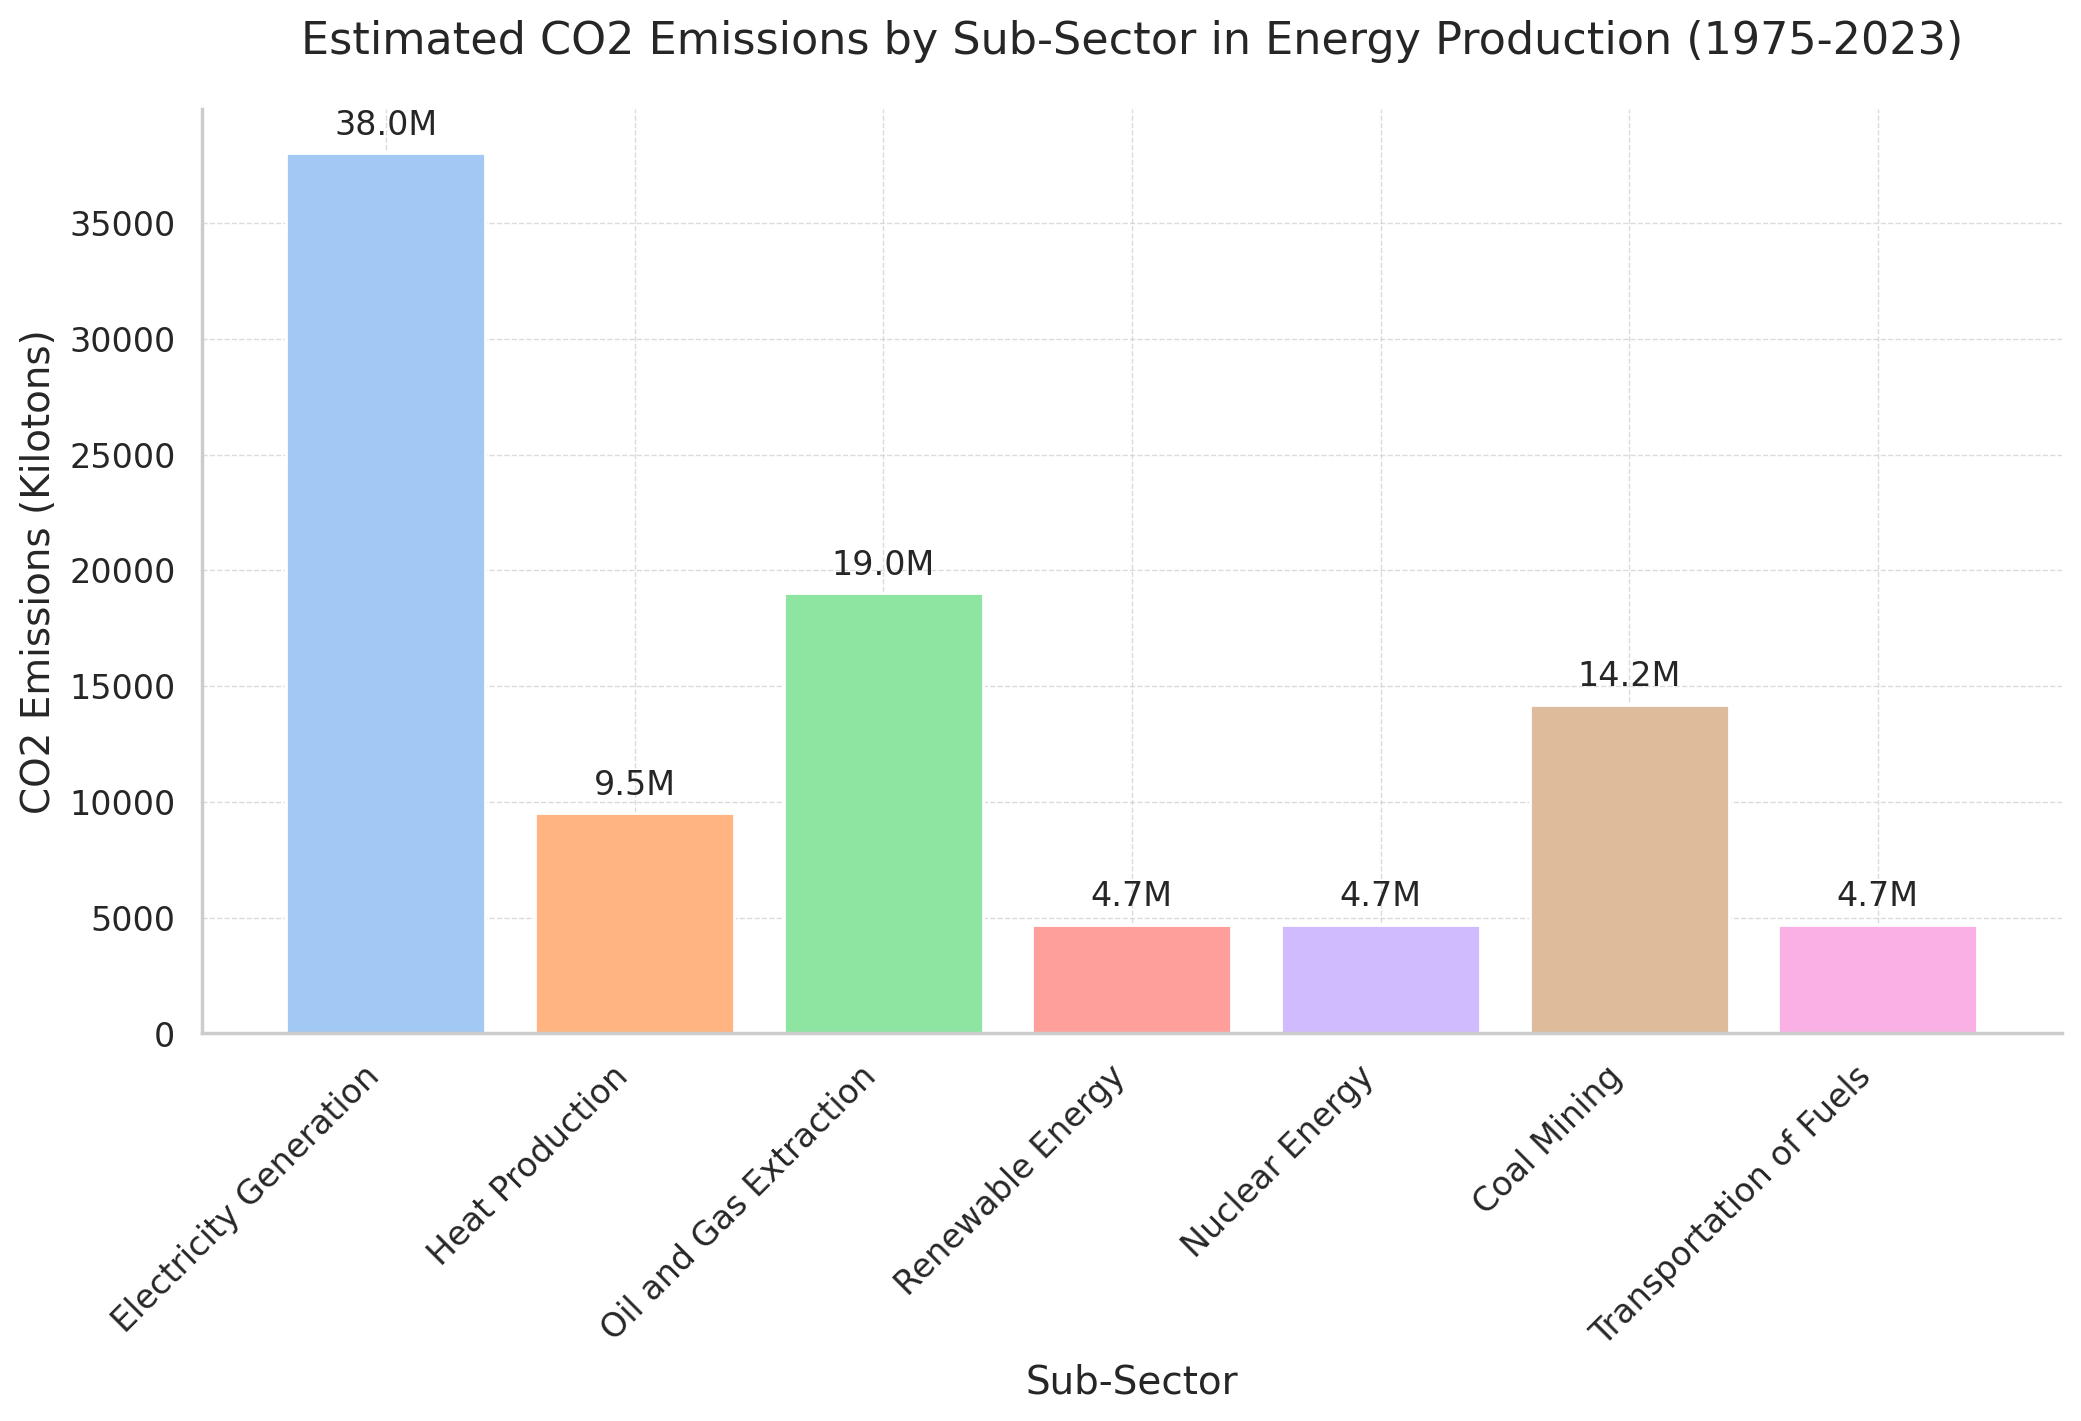 Estimated CO2 Emissions by Sub-Sector in Energy Production (1975-2023)
CO2 Emissions (Kilotons)
35000
30000
25000
20000
15000
10000
5000
0
38.0M
9.5M
19.0M
4.7M
4.7M
14.2M
4.7M
Electricity Generation
Heat Production
Oil and Gas Extraction
Renewable Energy
Nuclear Energy
Coal Mining
Transportation of Fuels
Sub-Sector